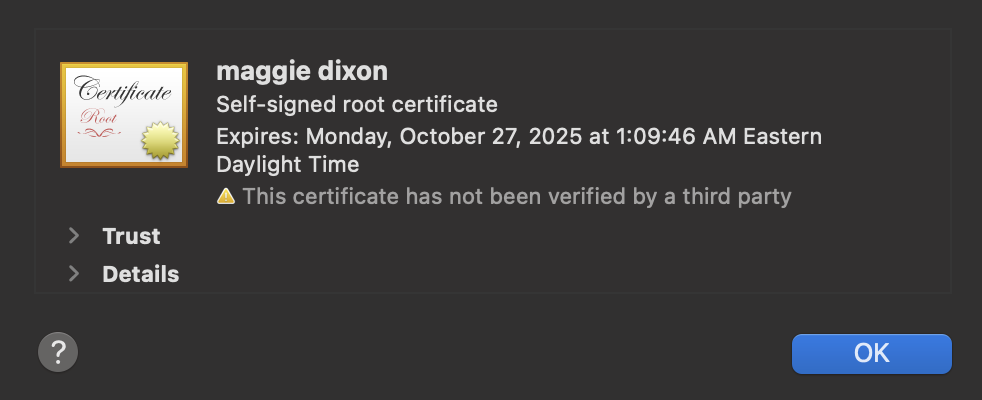 Certificate
Root
maggie dixon
Self-signed root certificate
Expires: Monday, October 27, 2025 at 1:09:46 AM Eastern
Daylight Time
This certificate has not been verified by a third party
Trust
Details
?
OK